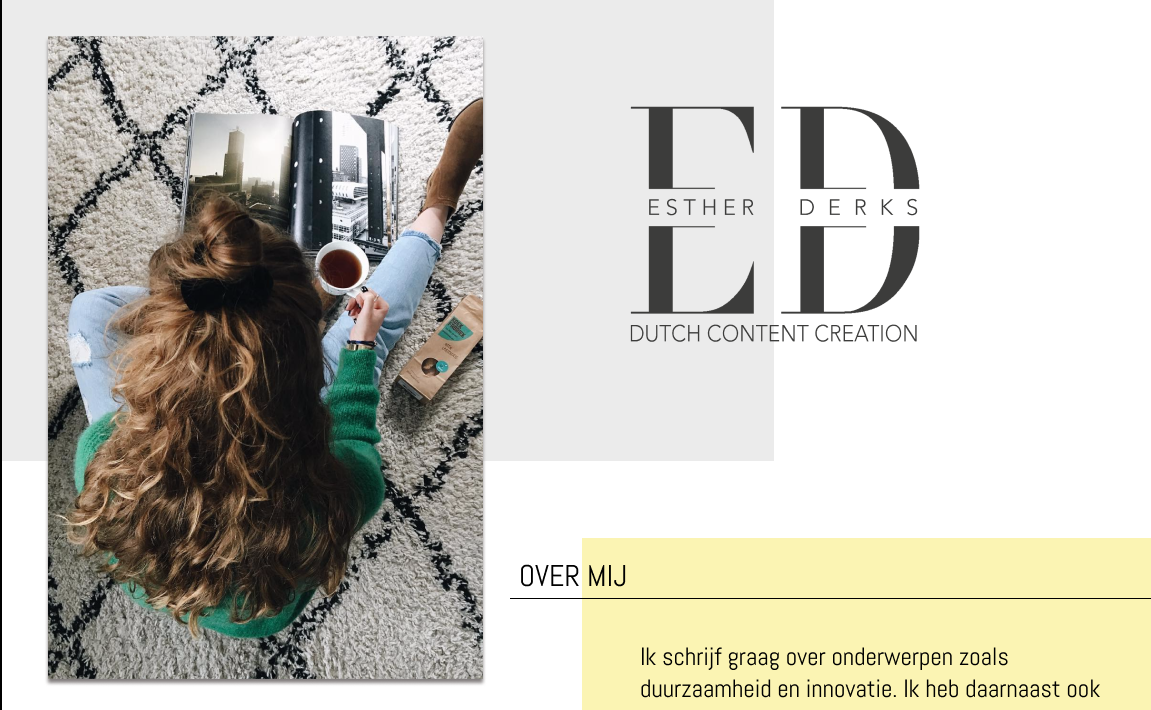 ESTHER DERKS
DUTCH CONTENT CREATION
OVER MIJ
Ik schrijf graag over onderwerpen zoals
duurzaamheid en innovatie. Ik heb daarnaast ook